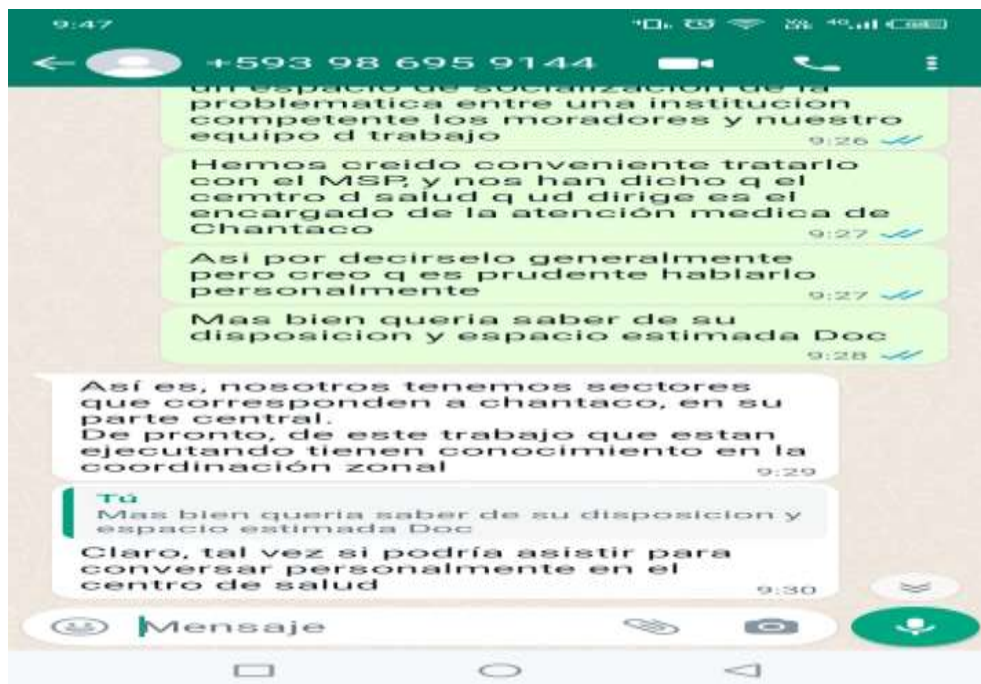 9:47
+593 98 695 9144
un espacio de socialización de la
problematica entre una institucion
competente los moradores y nuestro
equipo d trabajo
9:26
Hemos creido conveniente tratarlo
con el MSP, y nos han dicho q el
cemtro d salud q ud dirige es el
encargado de la atención medica de
Chantaco
9:27
Asi por decirselo generalmente
pero creo q es prudente hablarlo
personalmente
9:27
Mas bien queria saber de su
disposicion y espacio estimada Doc
9:28
Así es, nosotros tenemos sectores
que corresponden a chantaco, en su
parte central.
De pronto, de este trabajo que estan
ejecutando tienen conocimiento en la
coordinación zonal
9:29
Tú
Mas bien queria saber de su disposicion y
espacio estimada Doc
Claro, tal vez si podría asistir para
conversar personalmente en el
centro de salud
9:30
Mensaje